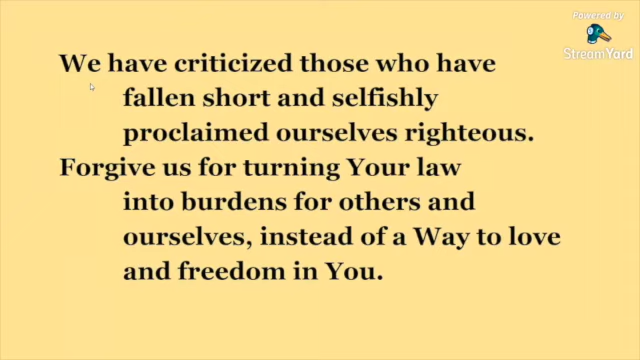 Powered by
StreamYard
We have criticized those who have
fallen short and selfishly
proclaimed ourselves righteous.
Forgive us for turning Your law
into burdens for others and
ourselves, instead of a Way to love
and freedom in You.